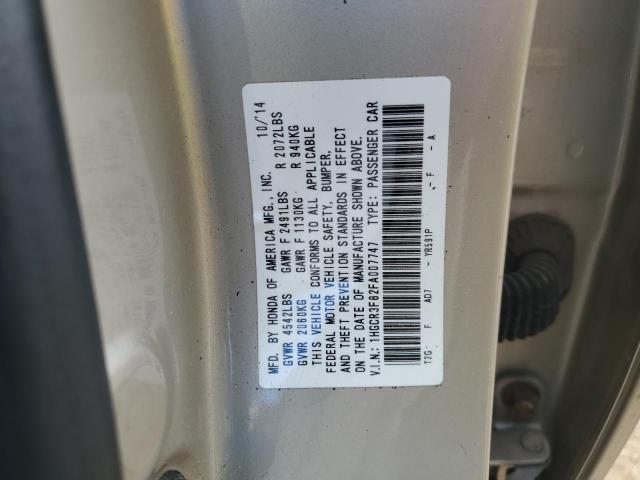 MFD. BY HONDA OF AMERICA MFG., INC. 10/'14
GVWR 4542LBS GAWR F 2491LBS R 2072LBS
GVWR 2060KG GAWR F 1130KG R 940KG
THIS VEHICLE CONFORMS TO ALL APPLICABLE
FEDERAL MOTOR VEHICLE SAFETY, BUMPER,
AND THEFT PREVENTION STANDARDS IN EFFECT
ON THE DATE OF MANUFACTURE SHOWN ABOVE.
V.I.N.: 1HGCR3F82FA007747 TYPE: PASSENGER CAR
T2G: F AD7 - YR591P - F - A